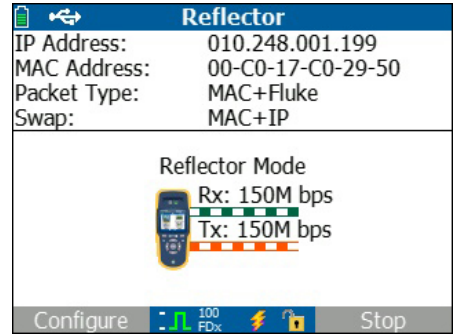 Reflector
IP Address: 010.248.001.199
MAC Address: 00-C0-17-C0-29-50
Packet Type: MAC+Fluke
Swap: MAC+IP
Reflector Mode
Rx: 150M bps
Tx: 150M bps
Configure 100 FDx Stop